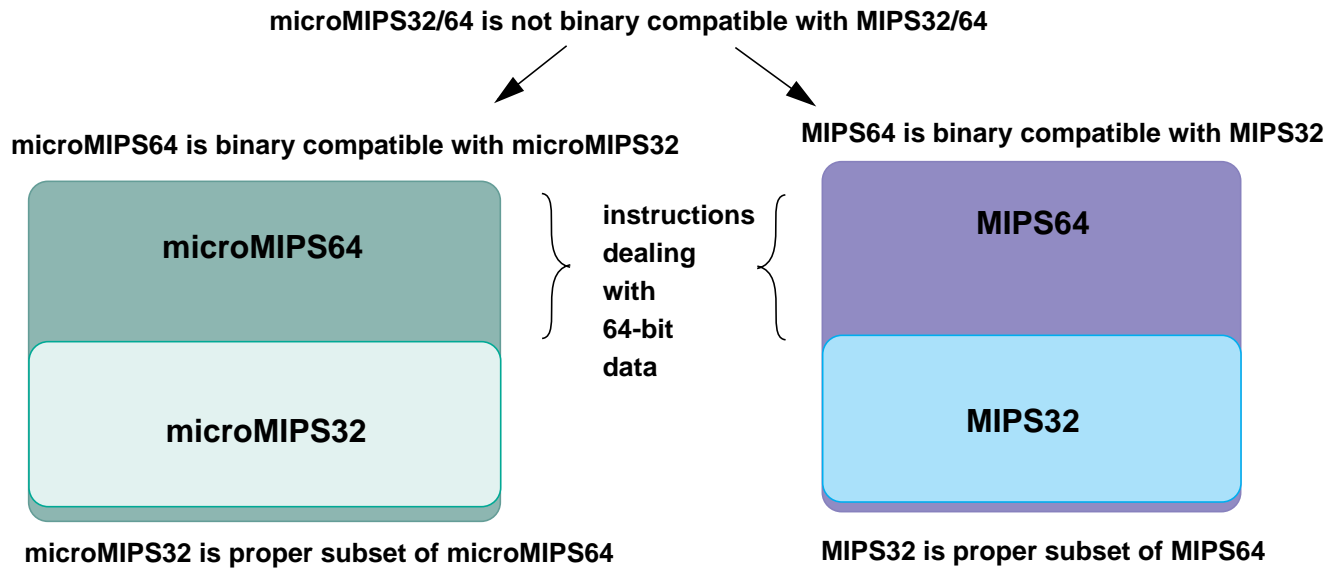 microMIPS32/64 is not binary compatible with MIPS32/64
microMIPS64 is binary compatible with microMIPS32
MIPS64 is binary compatible with MIPS32
microMIPS64
instructions
dealing
with
64-bit
data
MIPS64
microMIPS32
MIPS32
microMIPS32 is proper subset of microMIPS64
MIPS32 is proper subset of MIPS64